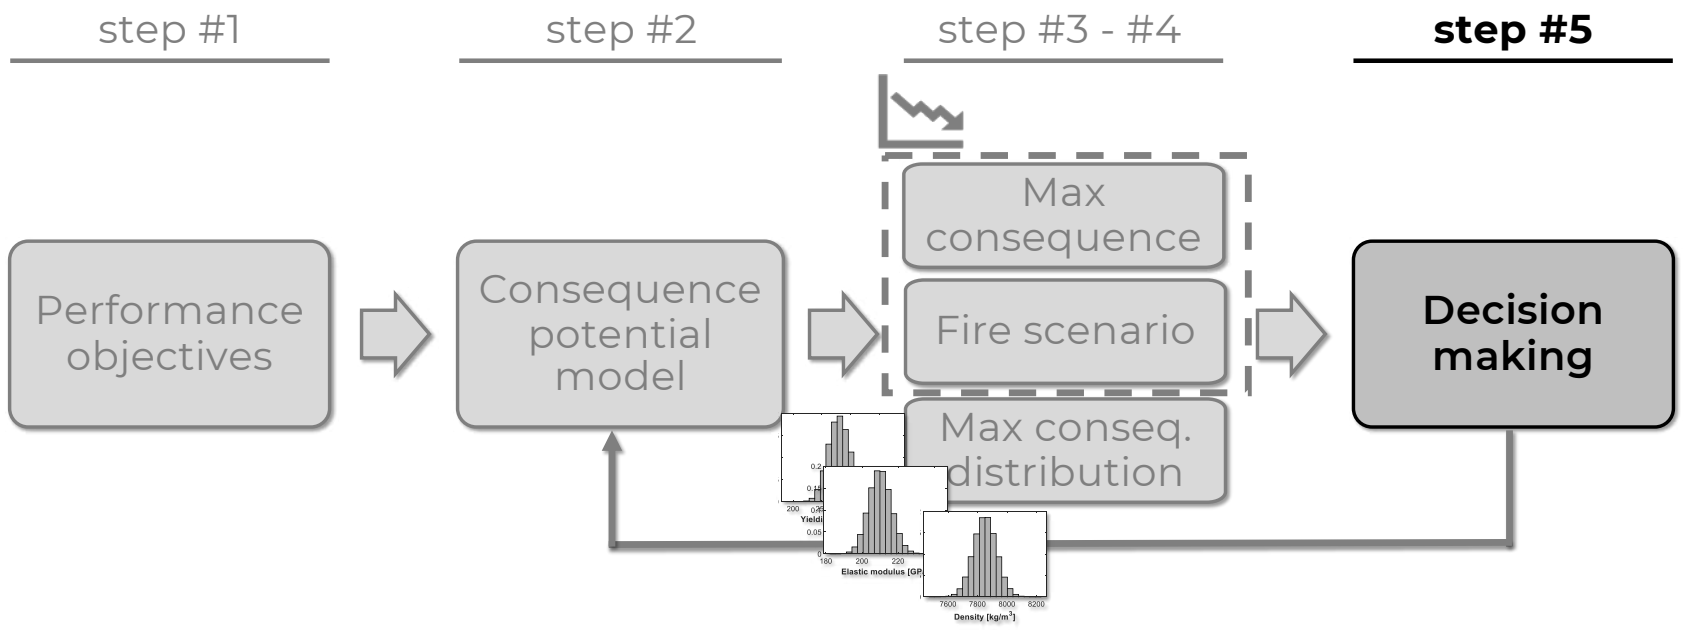 step #1
step #2
step #3 - #4
step #5
Performance
objectives
Consequence
potential
model
Max
consequence
Fire scenario
Max conseq.
distribution
Decision
making
200
0.2
0.05
0
180
200
220
Elastic modulus [GP
7600
7800
8000
8200
Density [kg/m³]